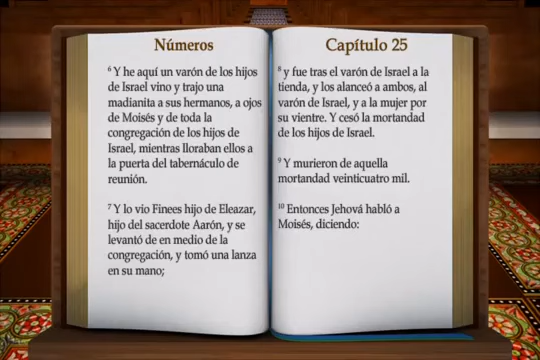 Números
⁶ Y he aquí un varón de los hijos
de Israel vino y trajo una
madianita a sus hermanos, a ojos
de Moisés y de toda la
congregación de los hijos de
Israel, mientras lloraban ellos a
la puerta del tabernáculo de
reunión.
⁷ Y lo vio Finees hijo de Eleazar,
hijo del sacerdote Aarón, y se
levantó de en medio de la
congregación, y tomó una lanza
en su mano;
Capítulo 25
⁸ y fue tras el varón de Israel a la
tienda, y los alanceó a ambos, al
varón de Israel, y a la mujer por
su vientre. Y cesó la mortandad
de los hijos de Israel.
⁹ Y murieron de aquella
mortandad veinticuatro mil.
¹⁰ Entonces Jehová habló a
Moisés, diciendo: